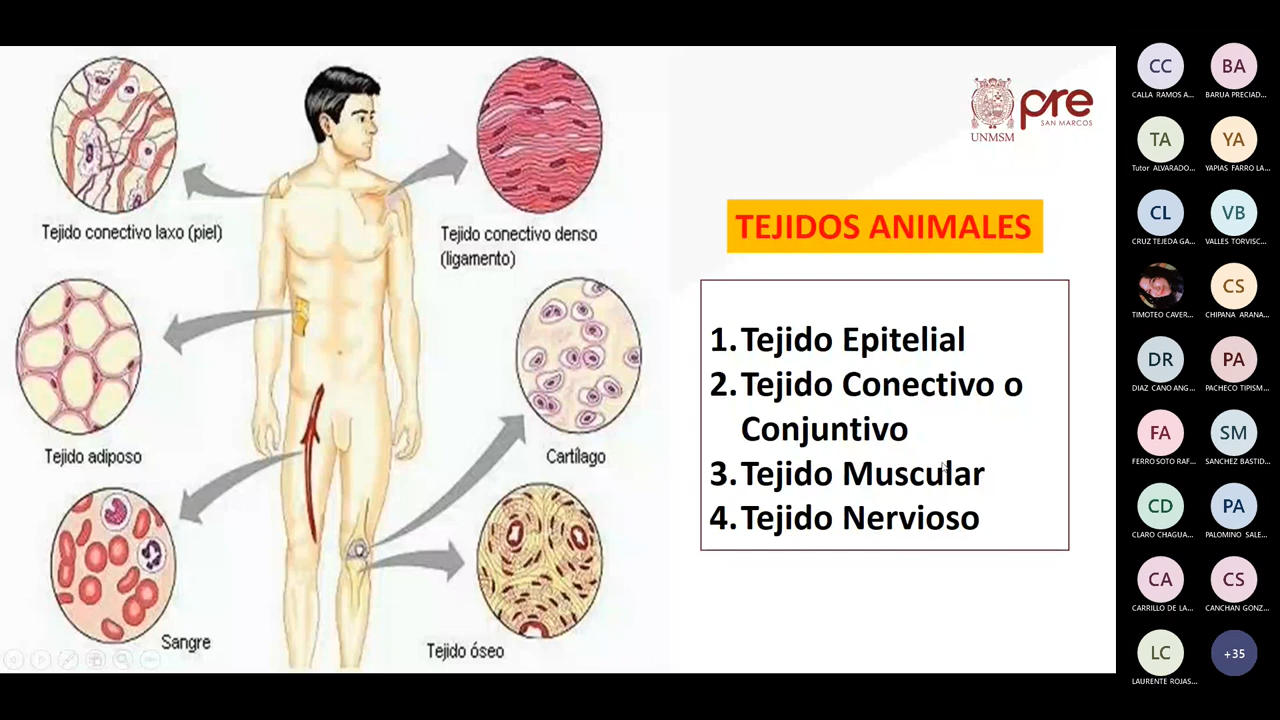 Tejido conectivo laxo (piel)
Tejido conectivo denso
(ligamento)
Tejido adiposo
Cartílago
Sangre
Tejido óseo
UNMSM
pre
SAN MARCOS
TEJIDOS ANIMALES
1. Tejido Epitelial
2. Tejido Conectivo o
Conjuntivo
3. Tejido Muscular
4. Tejido Nervioso
CC
BA
CALLA RAMOS A...
BARUA PRECIAD...
TA
YA
Tutor ALVARADO...
YAPIAS FARRO LA...
CL
VB
CRUZ TEJEDA GA...
VALLES TORVISC...
CS
TIMOTEO CAVER...
CHIPANA ARANA...
DR
PA
DIAZ CANO ANG...
PACHECO TIPISM...
FA
SM
FERRO SOTO RAF...
SANCHEZ BASTID...
CD
PA
CLARO CHAGUA...
PALOMINO SALE...
CA
CS
CARRILLO DE LA...
CANCHAN GONZ...
LC
+35
LAURENTE ROJAS...